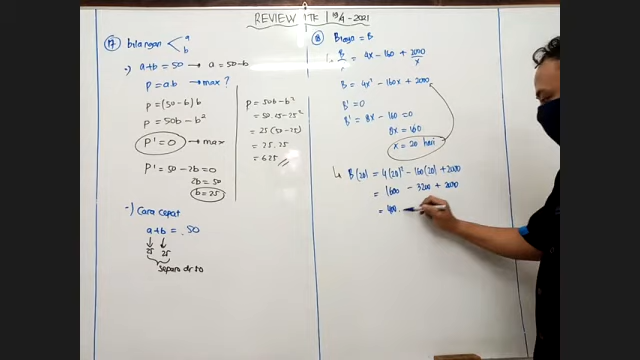 REVIEW MTK | 19/4 - 2021
17 bilangan < a
b
-) a+b = 50 → a = 50-b
P = a.b → max ?
P = (50-b) b
P = 50b - b²
P' = 0 → max
P' = 50 - 2b = 0
2b = 50
b = 25
-) Cara cepat
a+b = 50
25 25
separo dr 50
P = 50b - b²
= 50.25 - 25²
= 25 (50-25)
= 25.25
= 625 //
18 Biaya = B
B/x = 4x - 160 + 2000/x
B = 4x² - 160x + 2000
B' = 0
B' = 8x - 160 = 0
8x = 160
x = 20 hari
↳ B(20) = 4(20)² - 160(20) + 2000
= 1600 - 3200 + 2000
= 400.